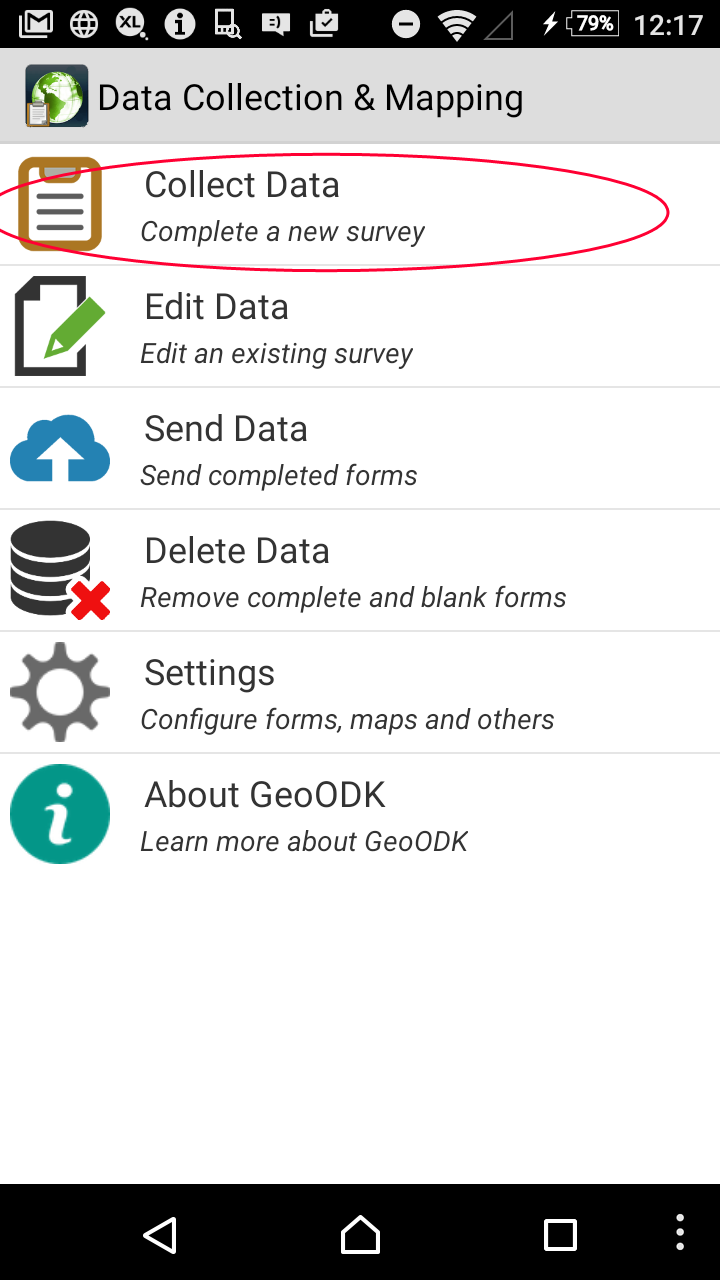 XL
79%
12:17
Data Collection & Mapping
Collect Data
Complete a new survey
Edit Data
Edit an existing survey
Send Data
Send completed forms
Delete Data
Remove complete and blank forms
Settings
Configure forms, maps and others
About GeoODK
Learn more about GeoODK